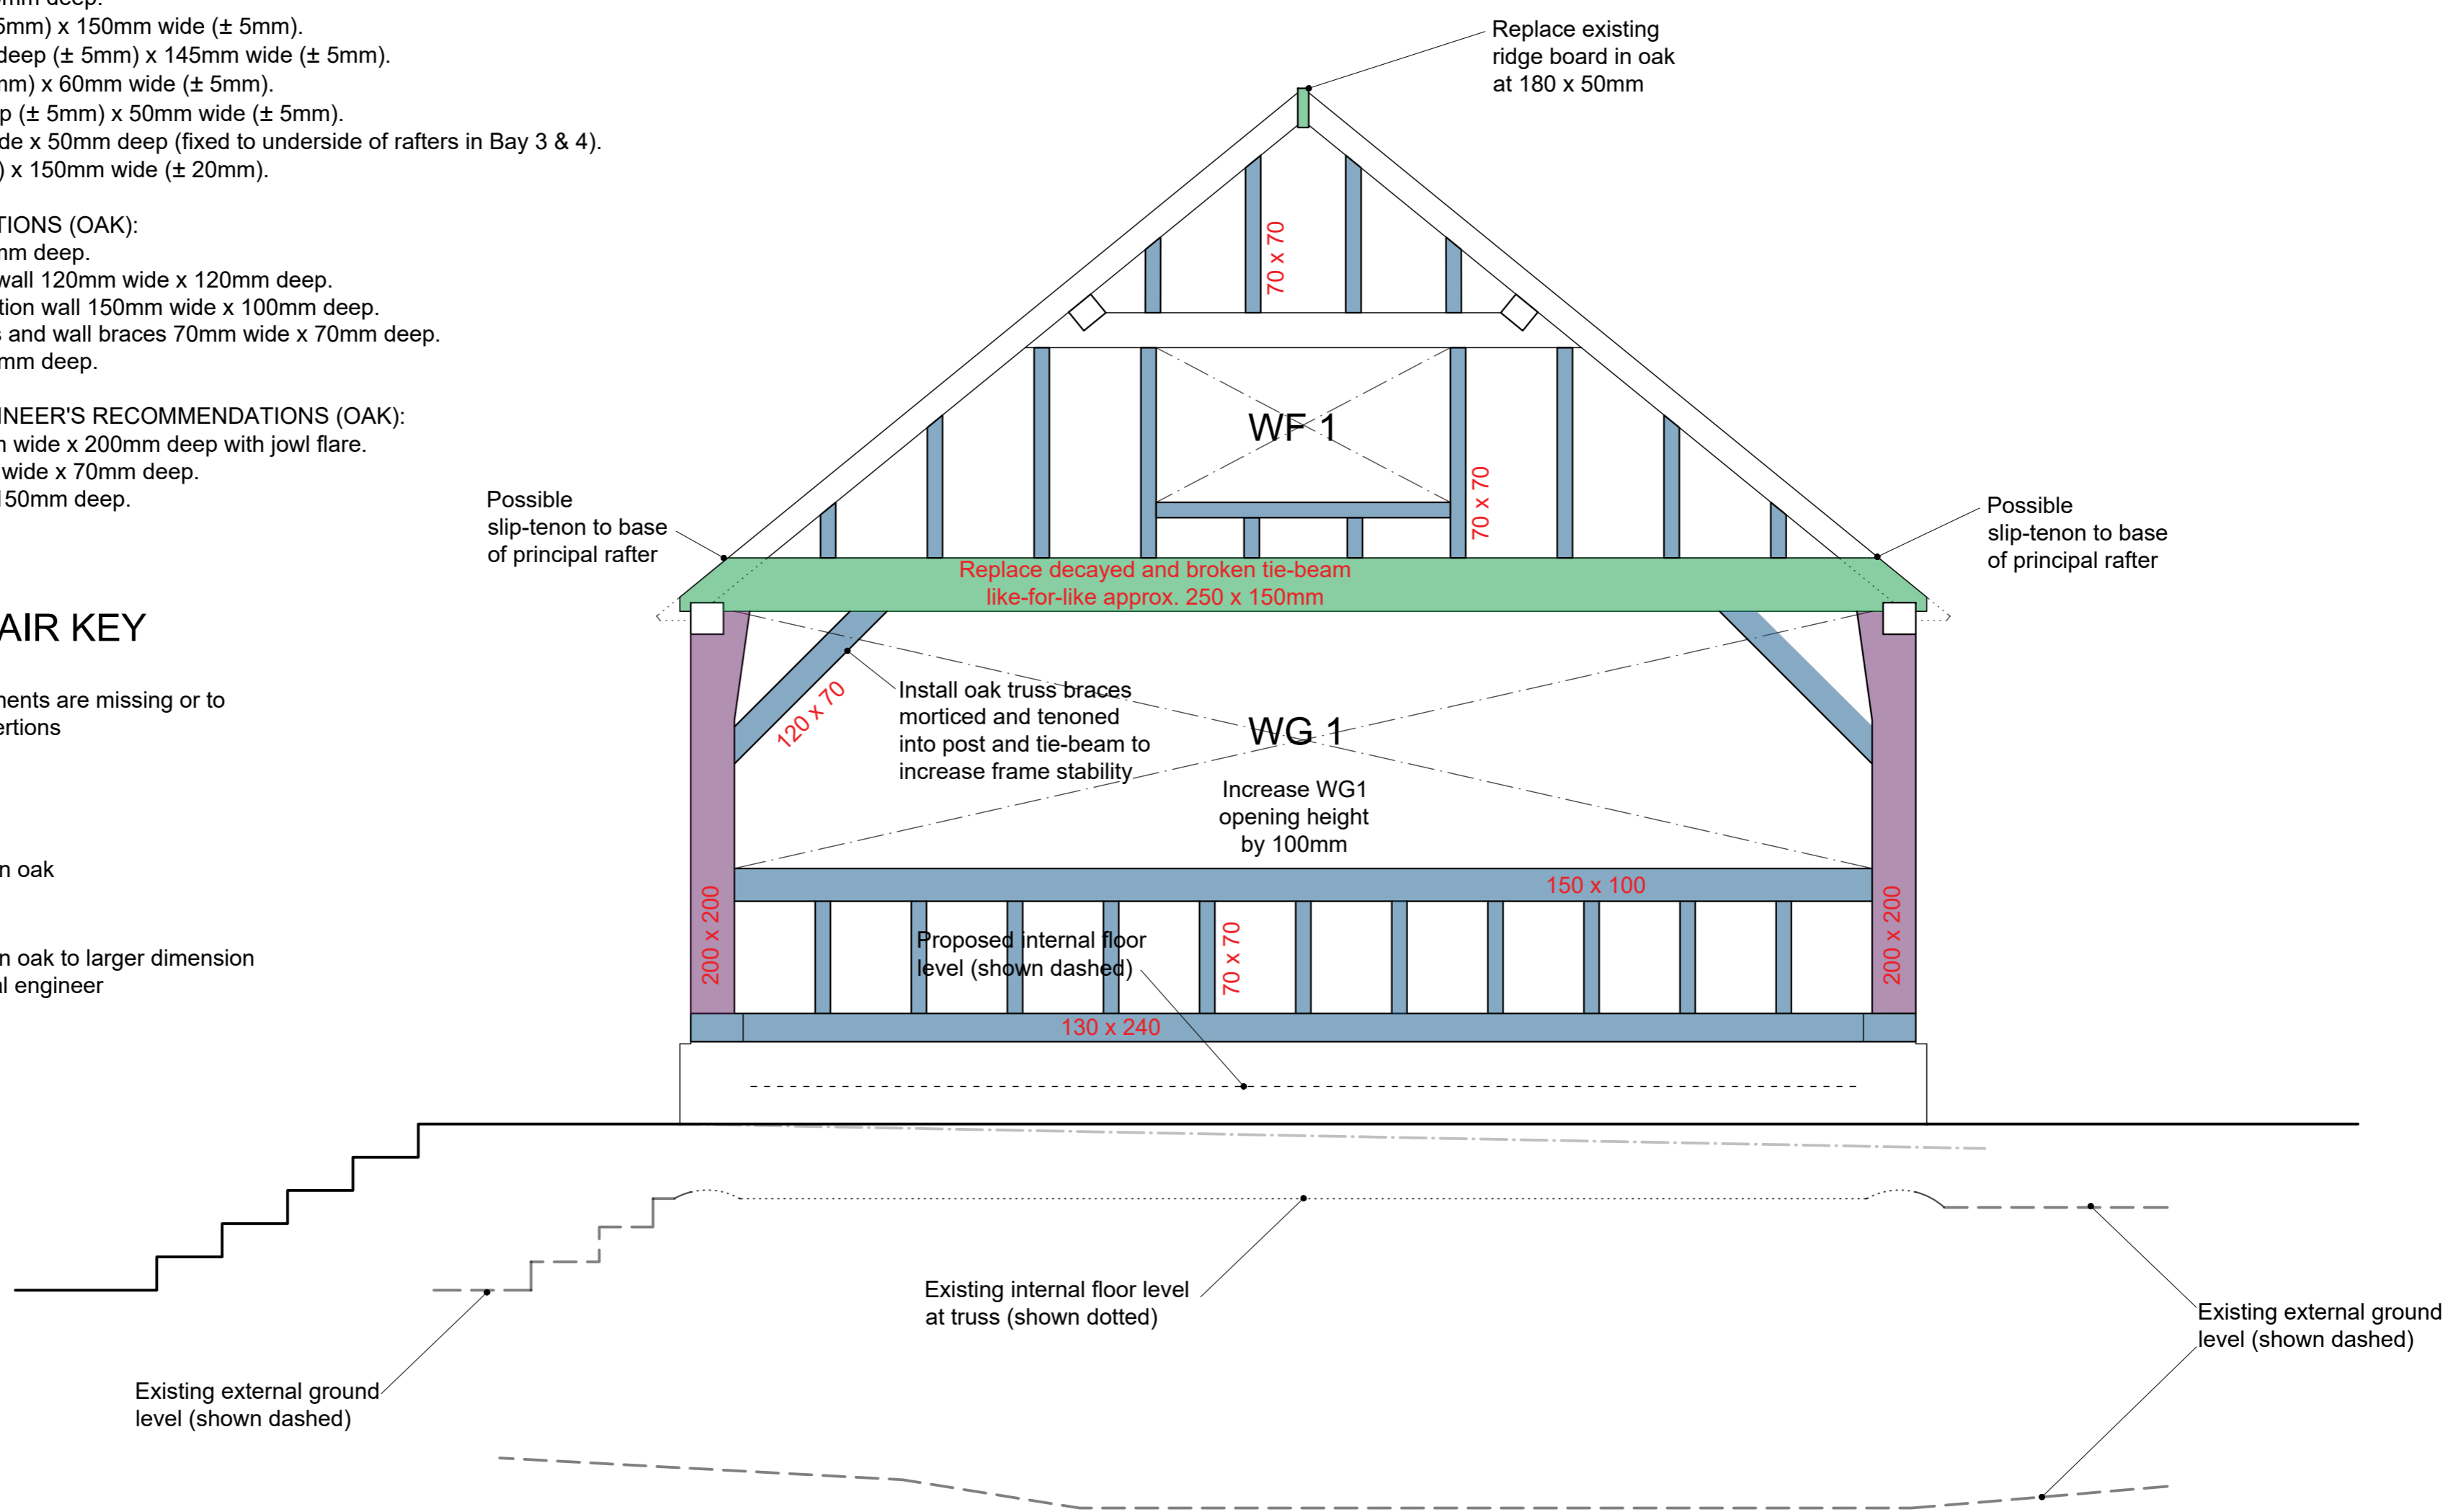 mm deep.
5mm) x 150mm wide (± 5mm).
deep (± 5mm) x 145mm wide (± 5mm).
mm) x 60mm wide (± 5mm).
p (± 5mm) x 50mm wide (± 5mm).
de x 50mm deep (fixed to underside of rafters in Bay 3 & 4).
) x 150mm wide (± 20mm).
TIONS (OAK):
mm deep.
wall 120mm wide x 120mm deep.
tion wall 150mm wide x 100mm deep.
s and wall braces 70mm wide x 70mm deep.
mm deep.
INEER'S RECOMMENDATIONS (OAK):
m wide x 200mm deep with jowl flare.
wide x 70mm deep.
150mm deep.
AIR KEY
nents are missing or to
ertions
n oak
n oak to larger dimension
al engineer
Replace existing
ridge board in oak
at 180 x 50mm
70 x 70
WF 1
70 x 70
Possible
slip-tenon to base
of principal rafter
Possible
slip-tenon to base
of principal rafter
Replace decayed and broken tie-beam
like-for-like approx. 250 x 150mm
120 x 70
Install oak truss braces
morticed and tenoned
into post and tie-beam to
increase frame stability
WG 1
Increase WG1
opening height
by 100mm
150 x 100
200 x 200
200 x 200
Proposed internal floor
level (shown dashed)
70 x 70
130 x 240
Existing internal floor level
at truss (shown dotted)
Existing external ground
level (shown dashed)
Existing external ground
level (shown dashed)